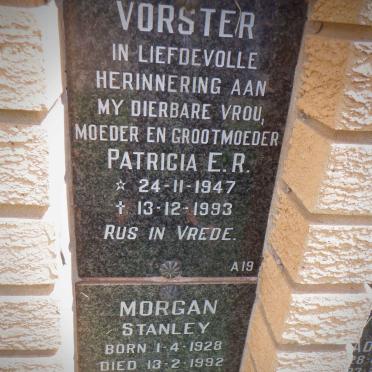 VORSTER
IN LIEFDEVOLLE
HERINNERING AAN
MY DIERBARE VROU,
MOEDER EN GROOTMOEDER
PATRICIA E. R.
☆ 24-11-1947
✝ 13-12-1993
RUS IN VREDE.
A19
MORGAN
STANLEY
BORN 1-4-1928
DIED 13-2-1992